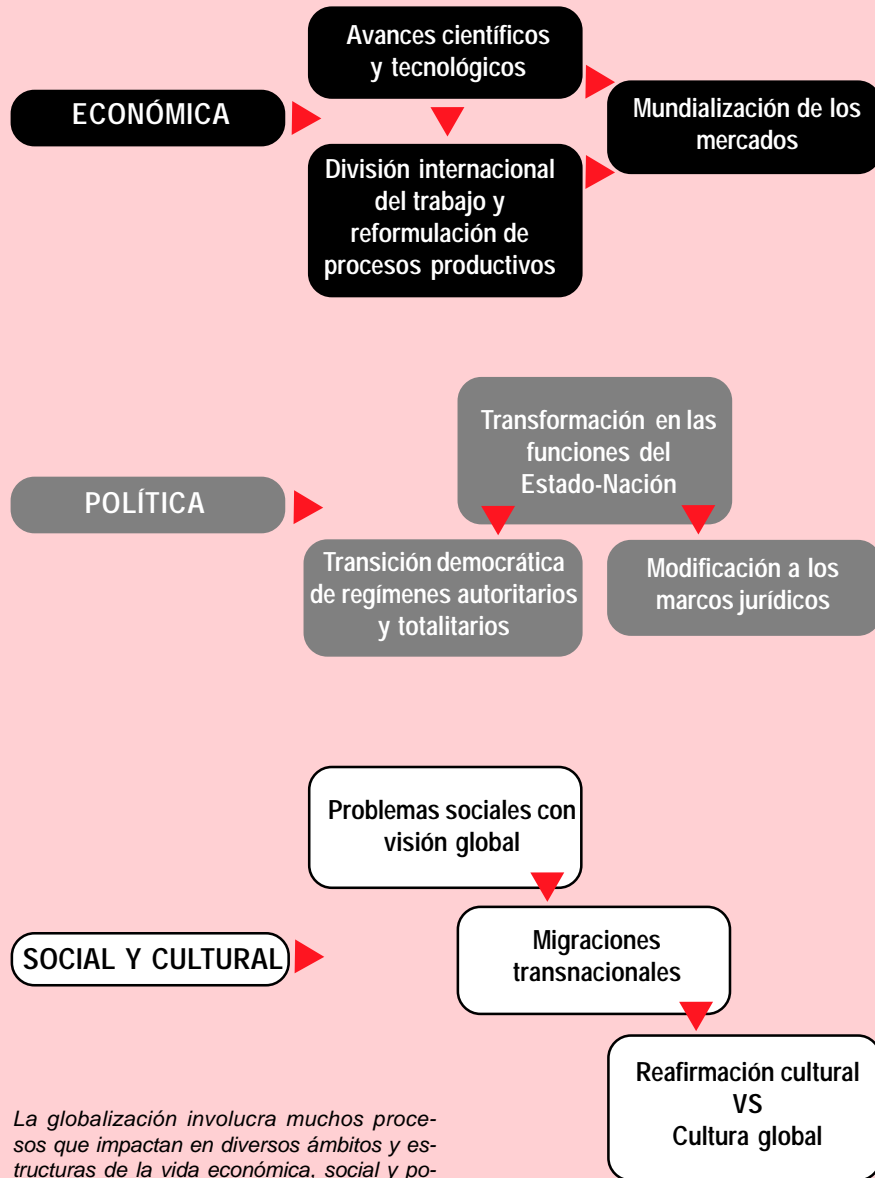 ECONÓMICA
Avances científicos
y tecnológicos
División internacional
del trabajo y
reformulación de
procesos productivos
Mundialización de los
mercados
POLÍTICA
Transformación en las
funciones del
Estado-Nación
Transición democrática
de regímenes autoritarios
y totalitarios
Modificación a los
marcos jurídicos
SOCIAL Y CULTURAL
Problemas sociales con
visión global
Migraciones
transnacionales
Reafirmación cultural
VS
Cultura global
La globalización involucra muchos proce-
sos que impactan en diversos ámbitos y es-
tructuras de la vida económica, social y po-